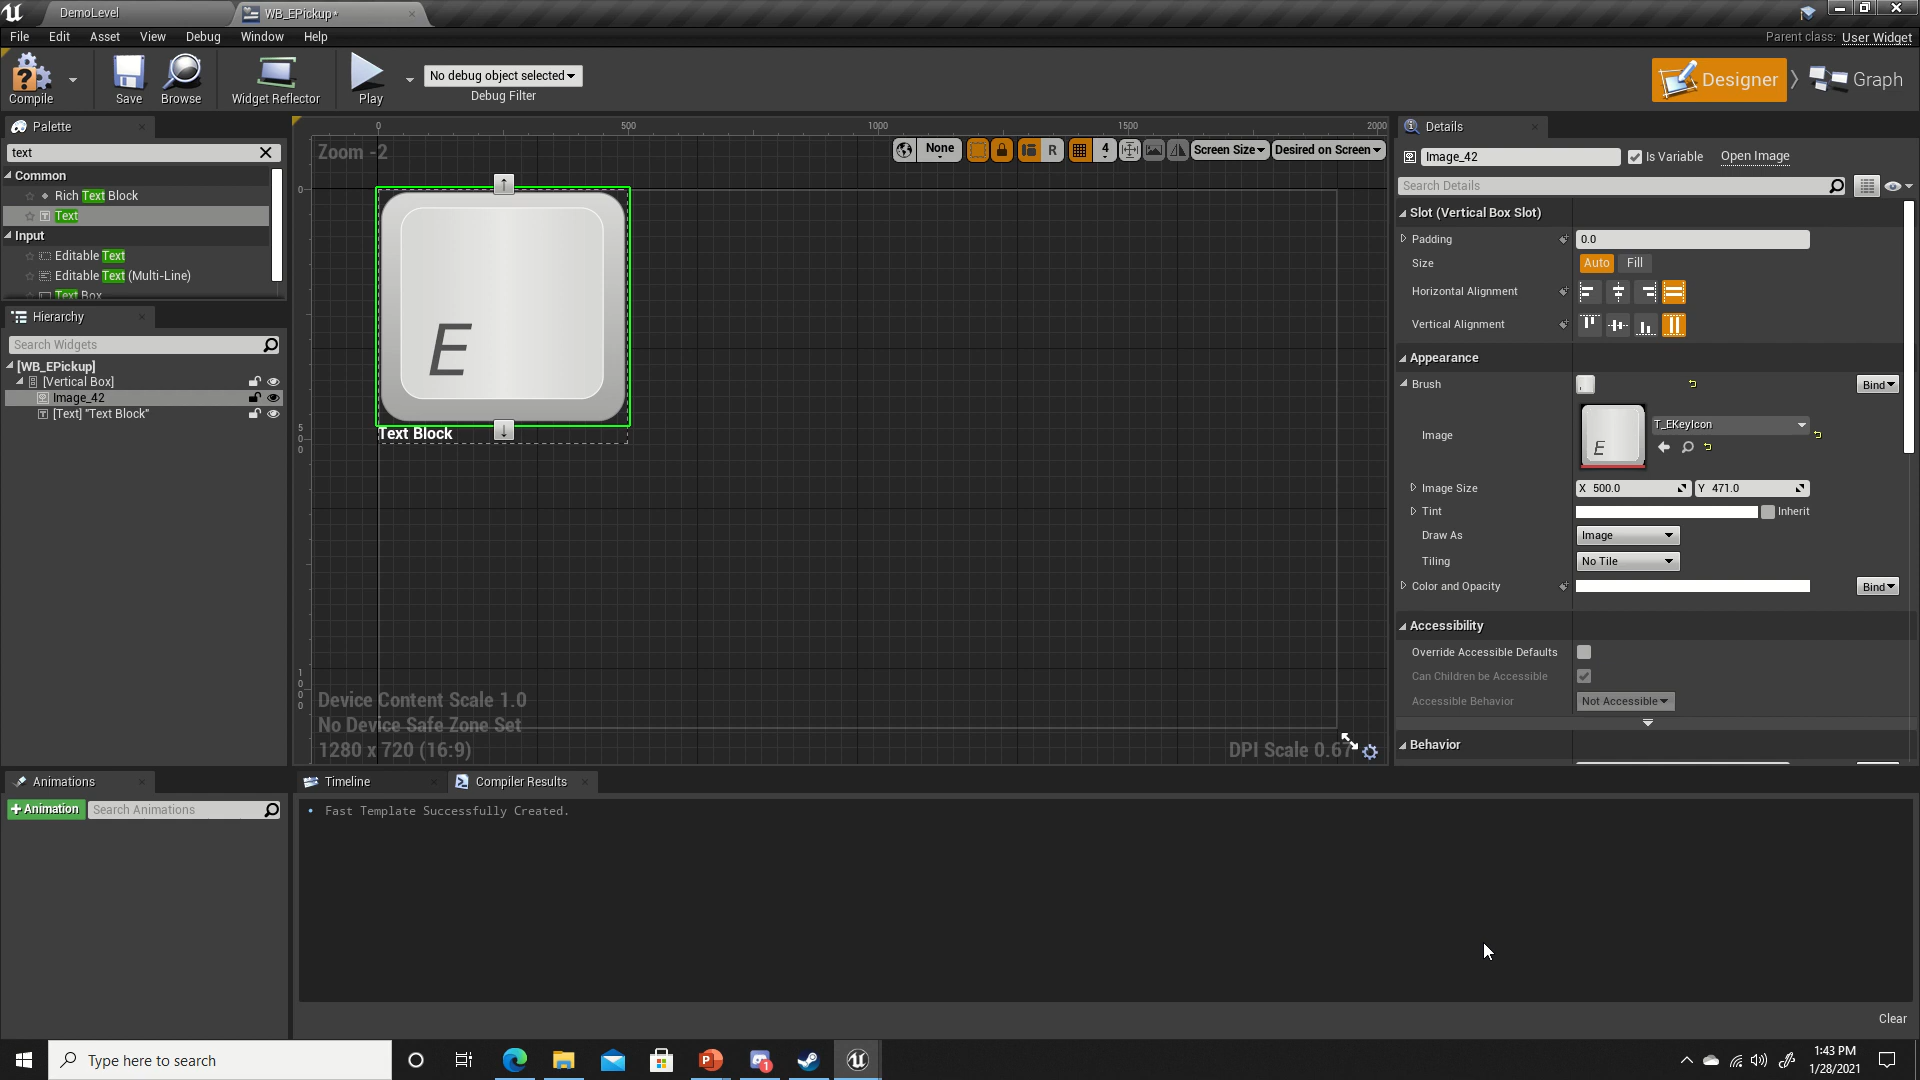 DemoLevel
WB_EPickup*
File Edit Asset View Debug Window Help
Parent class: User Widget
Compile
Save
Browse
Widget Reflector
Play
No debug object selected
Debug Filter
Designer
Graph
Palette
text
Common
Rich Text Block
Text
Input
Editable Text
Editable Text (Multi-Line)
Text Box
Hierarchy
Search Widgets
[WB_EPickup]
[Vertical Box]
Image_42
[Text] "Text Block"
0 500 1000 1500 2000
Zoom -2
None
R
4
Screen Size
Desired on Screen
0
500
1000
E
Text Block
Device Content Scale 1.0
No Device Safe Zone Set
1280 x 720 (16:9)
DPI Scale 0.67
Details
Image_42
Is Variable
Open Image
Search Details
Slot (Vertical Box Slot)
Padding 0.0
Size Auto Fill
Horizontal Alignment
Vertical Alignment
Appearance
Brush Bind
Image
E
T_EKeyIcon
Image Size X 500.0 Y 471.0
Tint Inherit
Draw As Image
Tiling No Tile
Color and Opacity Bind
Accessibility
Override Accessible Defaults
Can Children be Accessible
Accessible Behavior Not Accessible
Behavior
Animations
+Animation
Search Animations
Timeline
Compiler Results
• Fast Template Successfully Created.
Clear
Type here to search
1
1:43 PM
1/28/2021